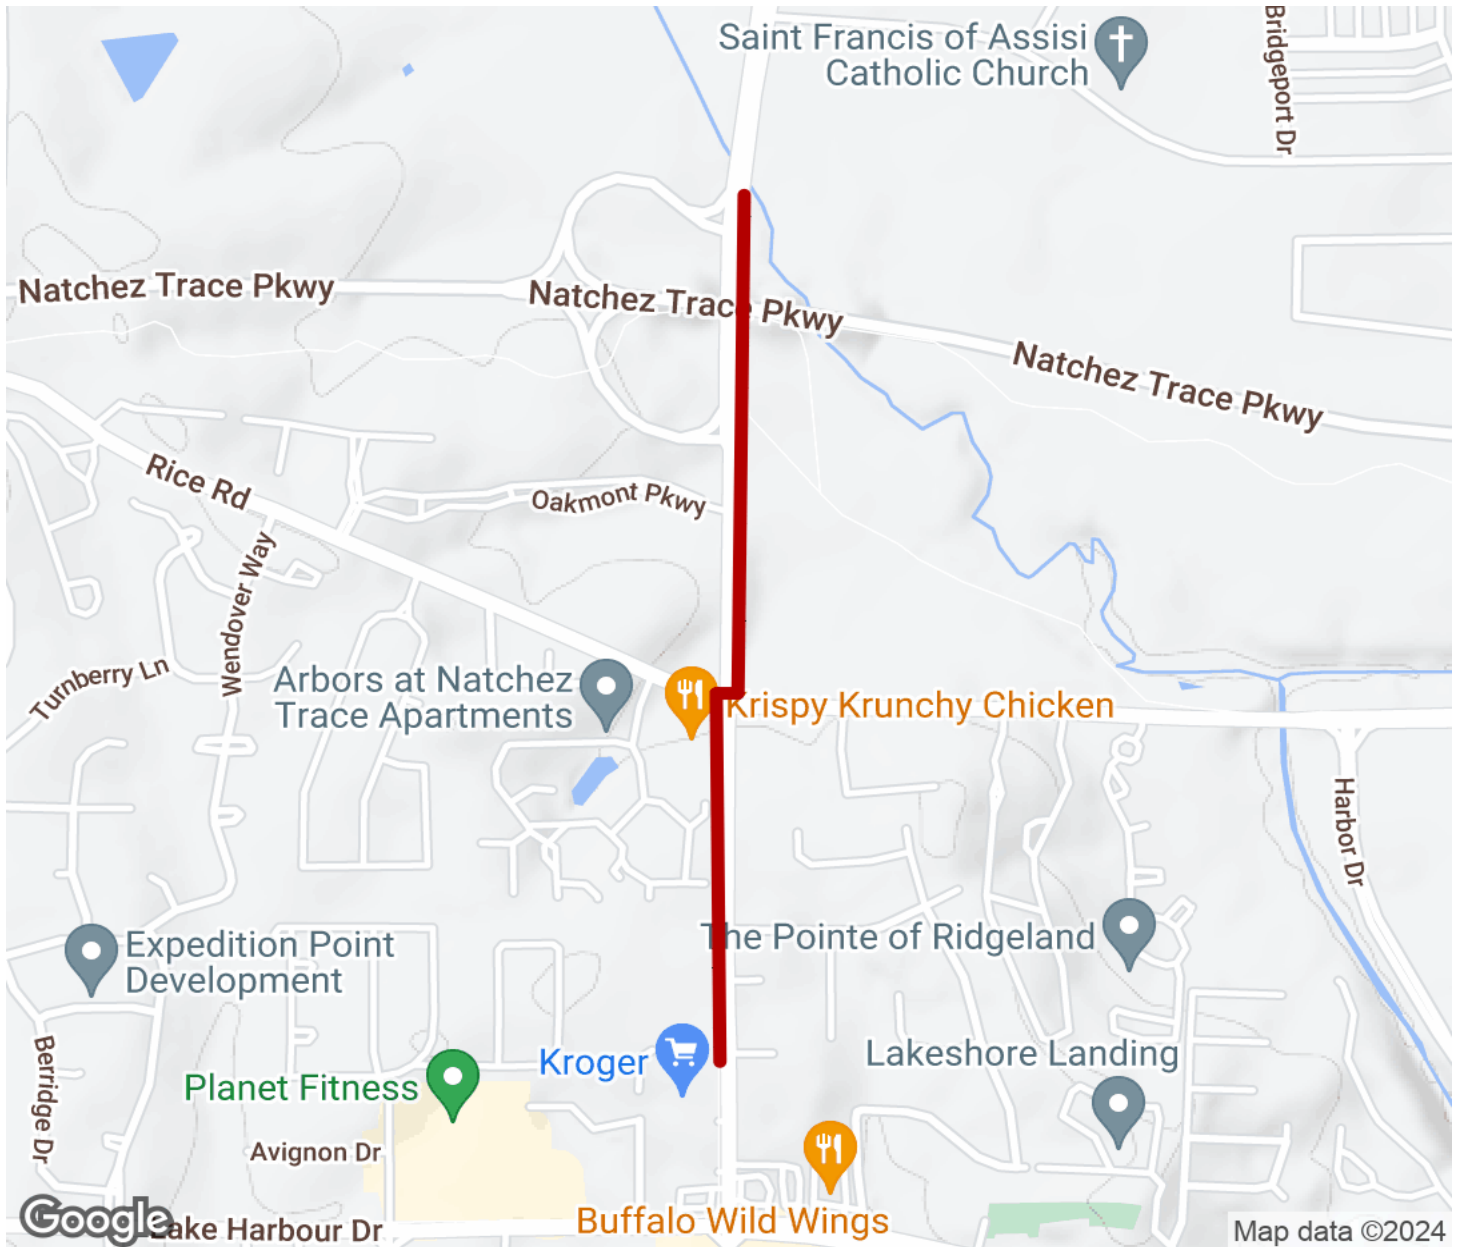 Saint Francis of Assisi
Catholic Church
Bridgeport Dr
Natchez Trace Pkwy
Natchez Trace Pkwy
Natchez Trace Pkwy
Rice Rd
Oakmont Pkwy
Wendover Way
Turnberry Ln
Arbors at Natchez
Trace Apartments
Krispy Krunchy Chicken
Harbor Dr
The Pointe of Ridgeland
Expedition Point
Development
Berridge Dr
Kroger
Lakeshore Landing
Planet Fitness
Avignon Dr
Buffalo Wild Wings
Google
Lake Harbour Dr
Map data ©2024